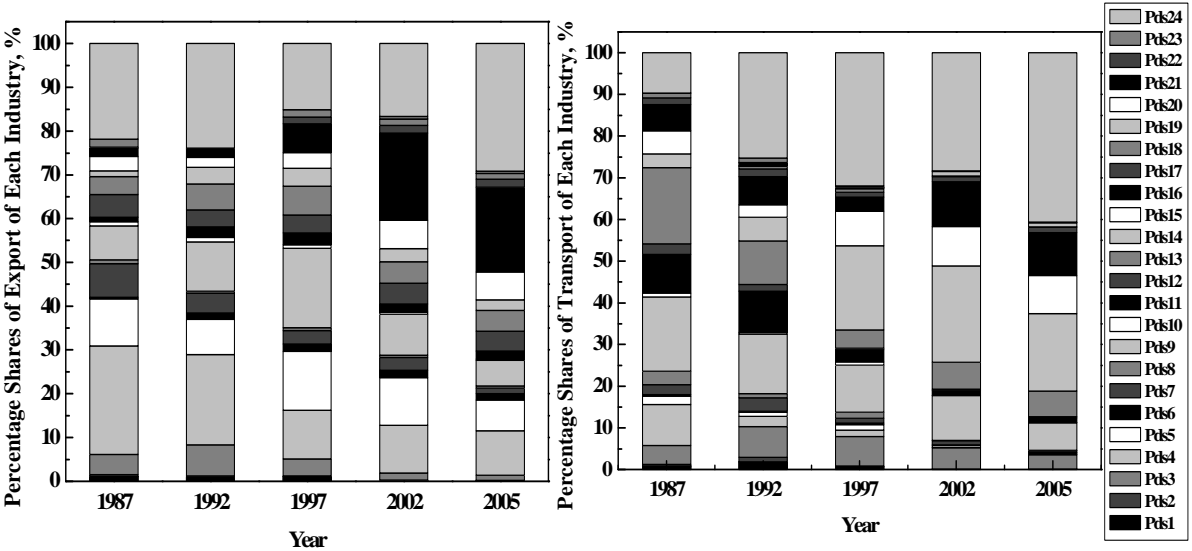 Percentage Shares of Export of Each Industry, %
100
90
80
70
60
50
40
30
20
10
0
1987 1992 1997 2002 2005
Year
Percentage Shares of Transport of Each Industry, %
100
90
80
70
60
50
40
30
20
10
0
1987 1992 1997 2002 2005
Year
Pds24
Pds23
Pds22
Pds21
Pds20
Pds19
Pds18
Pds17
Pds16
Pds15
Pds14
Pds13
Pds12
Pds11
Pds10
Pds9
Pds8
Pds7
Pds6
Pds5
Pds4
Pds3
Pds2
Pds1